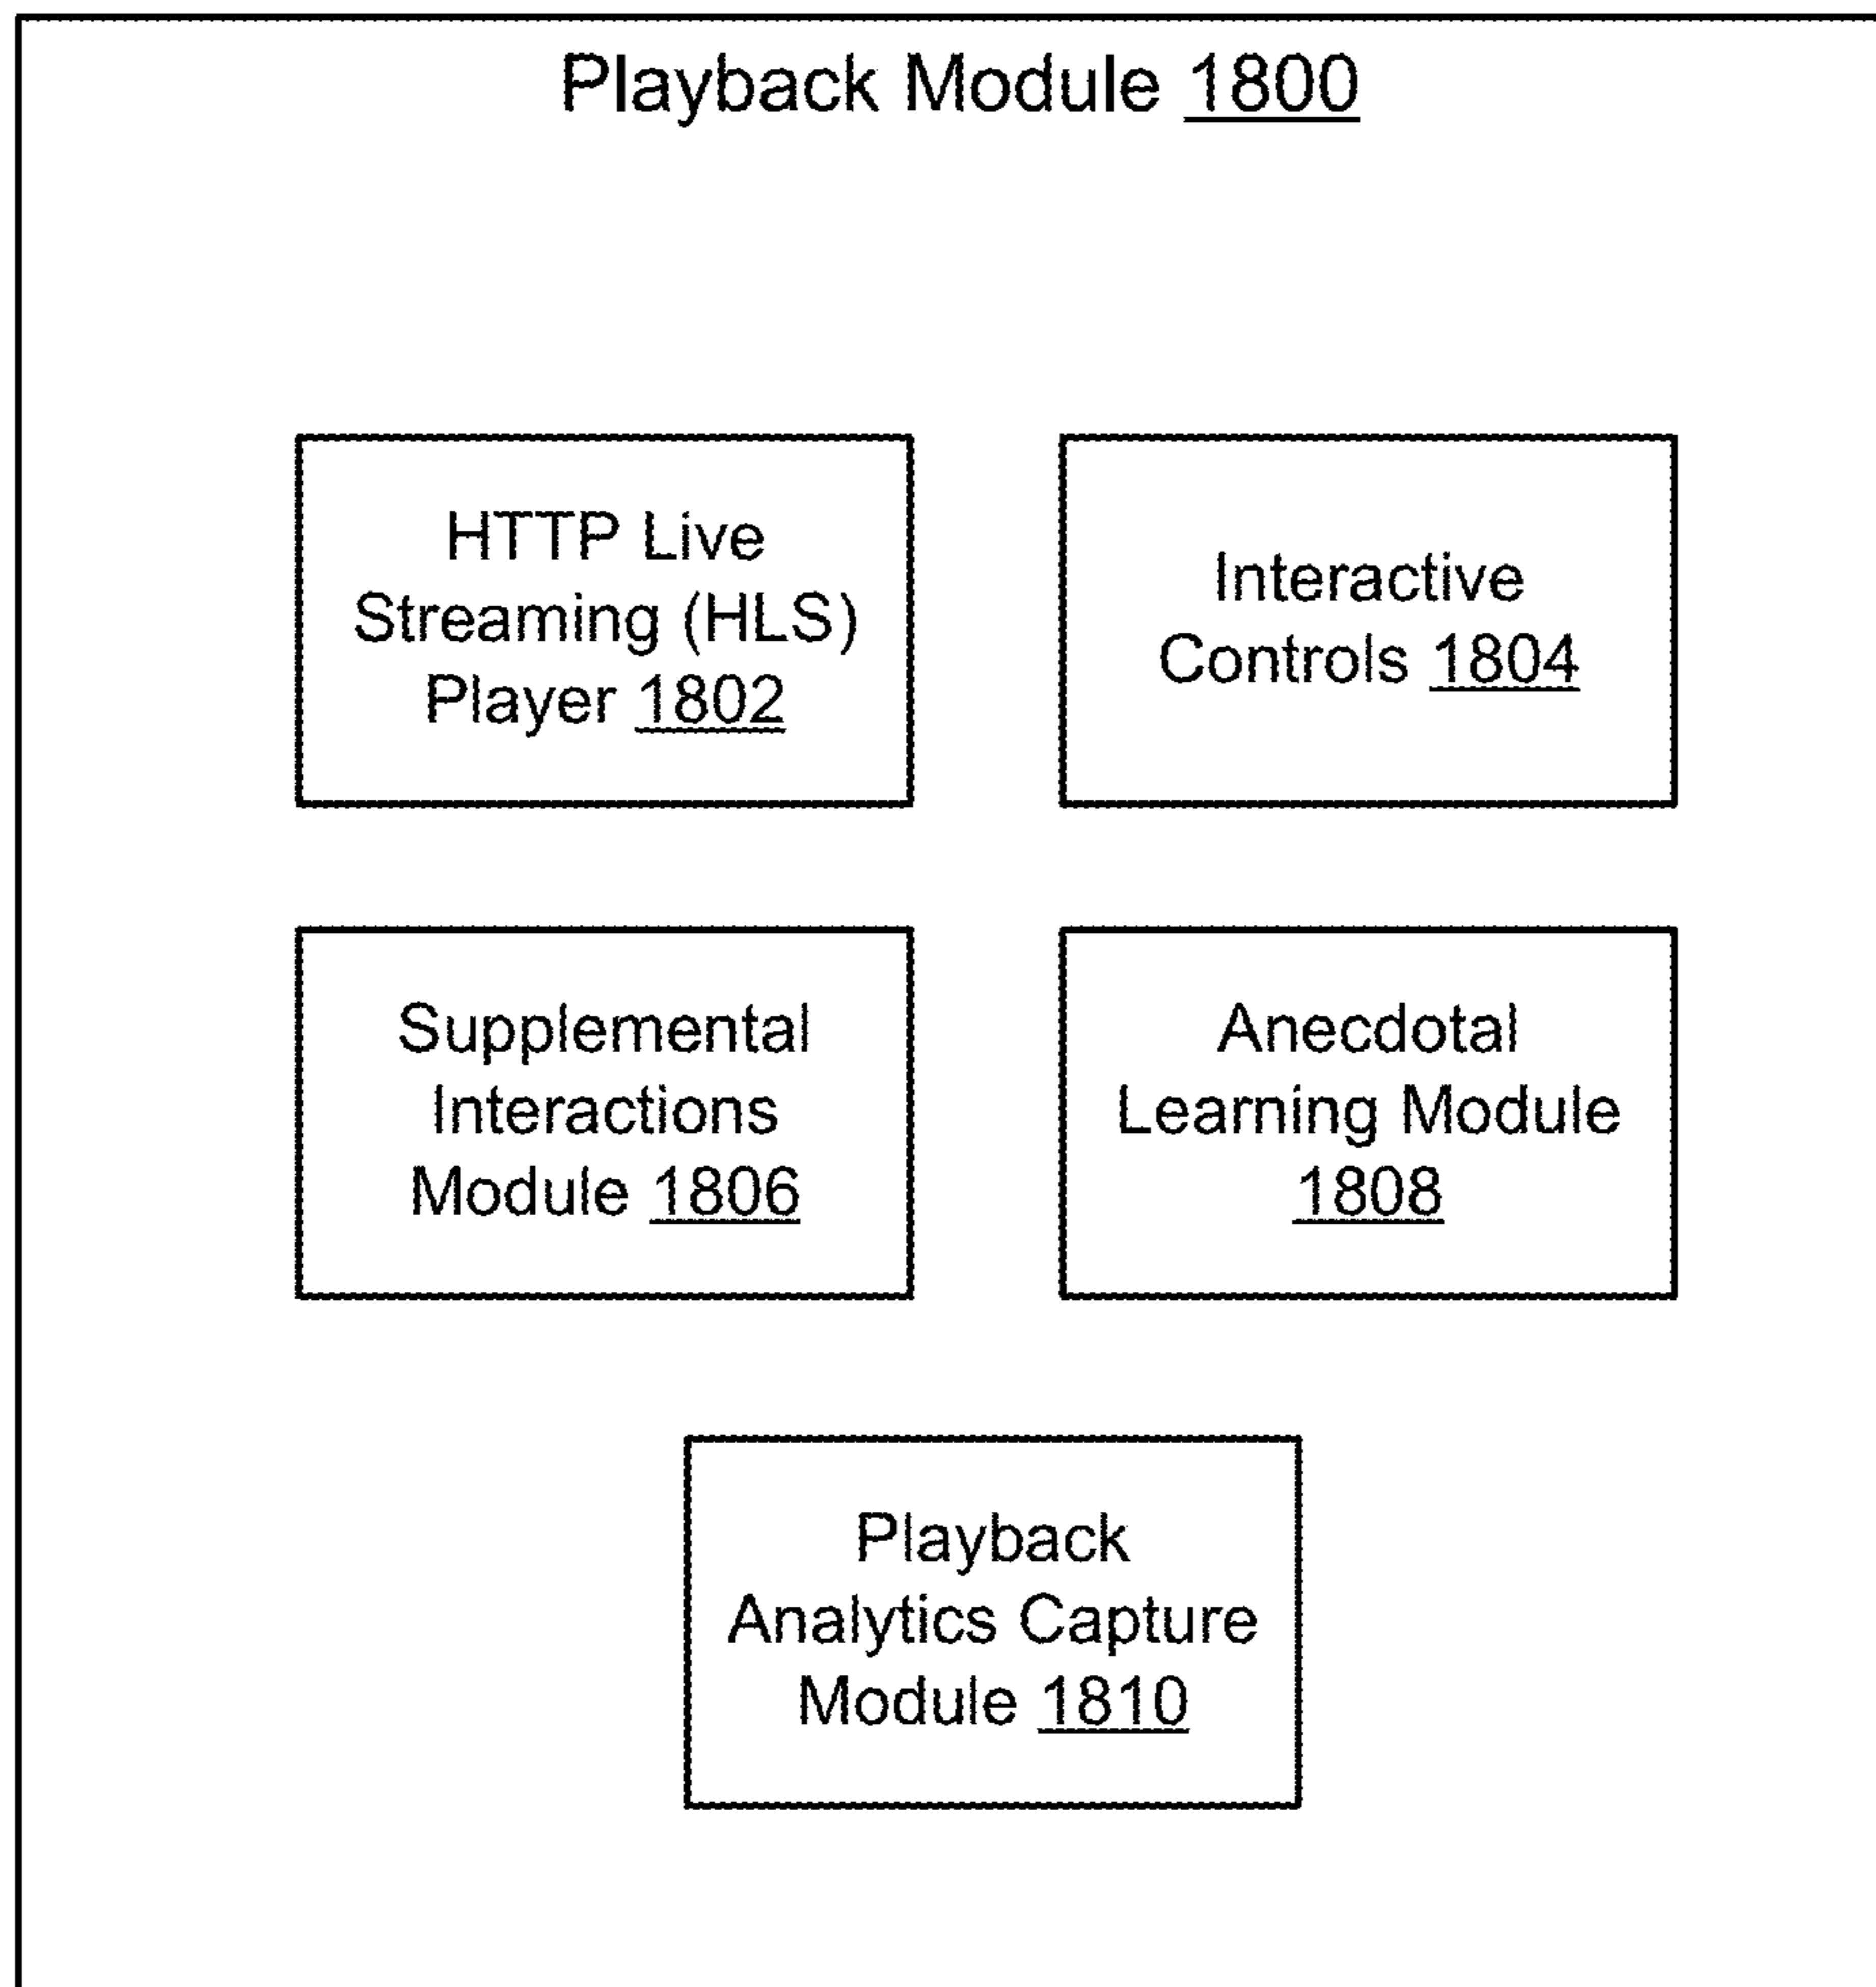 Playback Module 1800
HTTP Live
Streaming (HLS)
Player 1802
Interactive
Controls 1804
Supplemental
Interactions
Module 1806
Anecdotal
Learning Module
1808
Playback
Analytics Capture
Module 1810